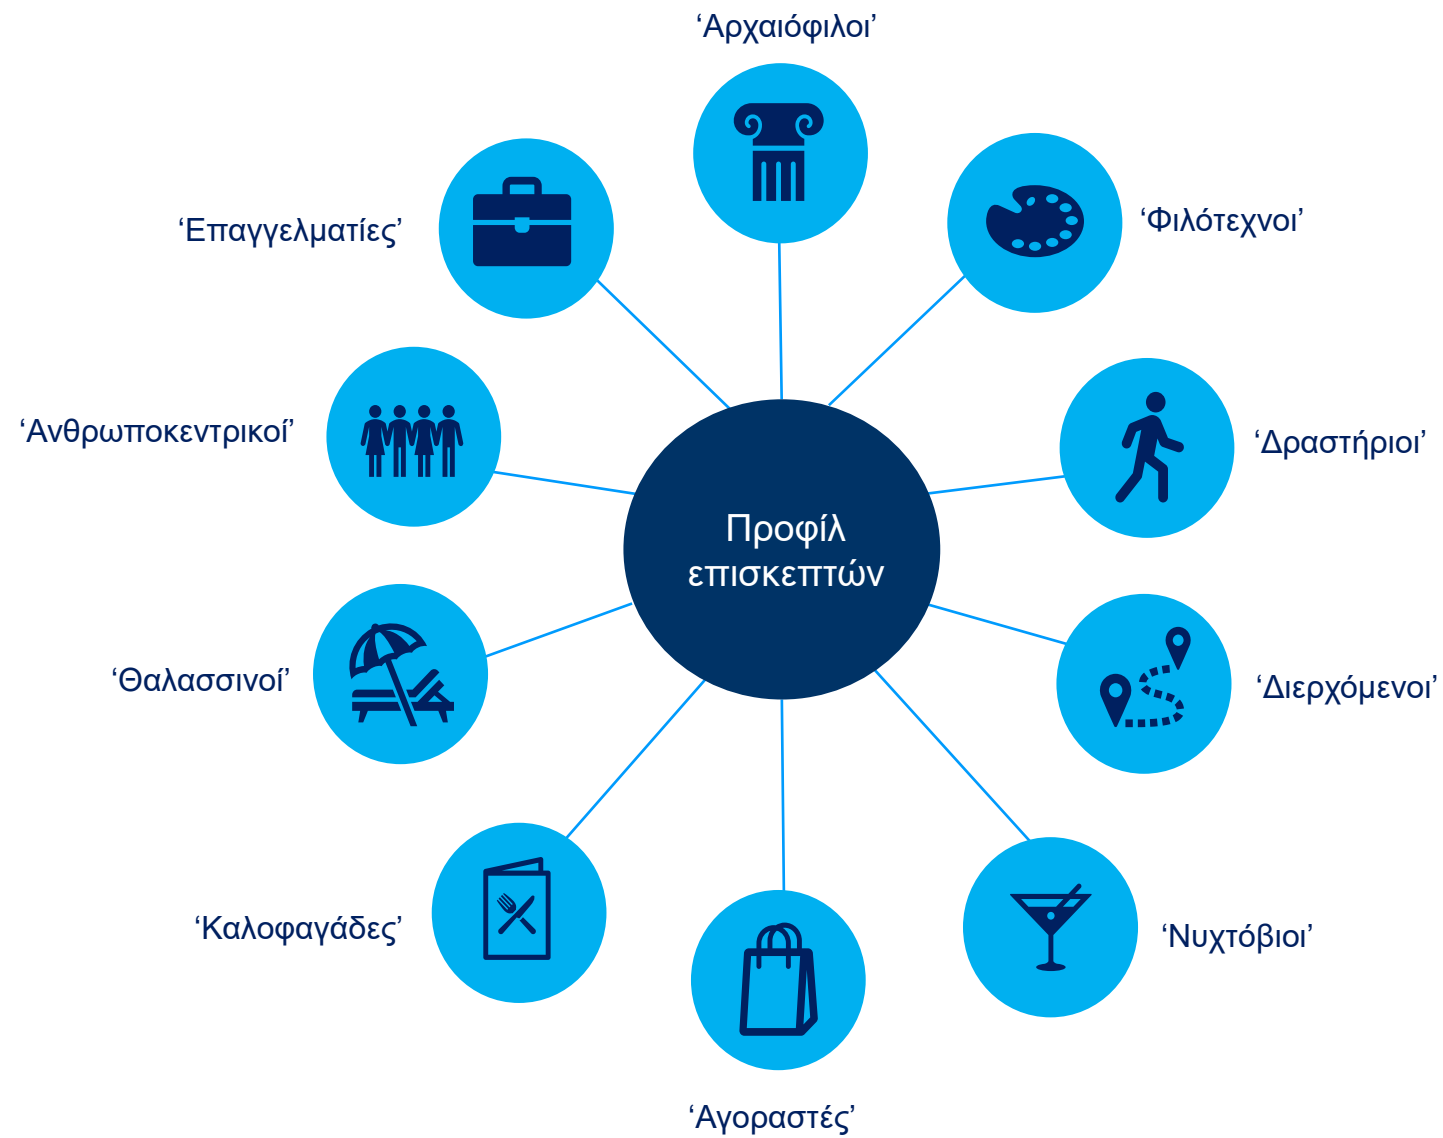 ‘Αρχαιόφιλοι’
‘Φιλότεχνοι’
‘Επαγγελματίες’
‘Ανθρωποκεντρικοί’
‘Δραστήριοι’
Προφίλ
επισκεπτών
‘Θαλασσινοί’
‘Διερχόμενοι’
‘Καλοφαγάδες’
‘Νυχτόβιοι’
‘Αγοραστές’